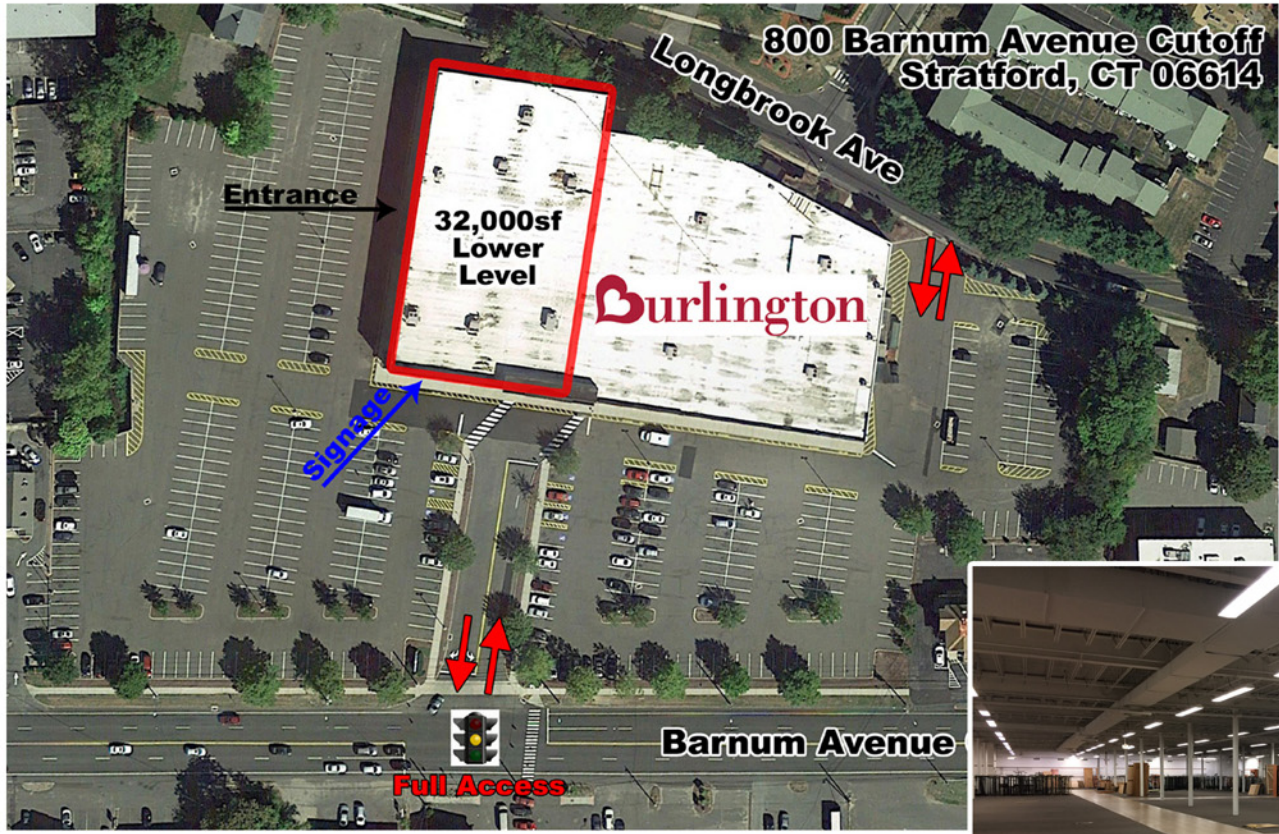 800 Barnum Avenue Cutoff
Stratford, CT 06614
Longbrook Ave
Entrance
32,000sf
Lower
Level
Burlington
Signage
Barnum Avenue
Full Access